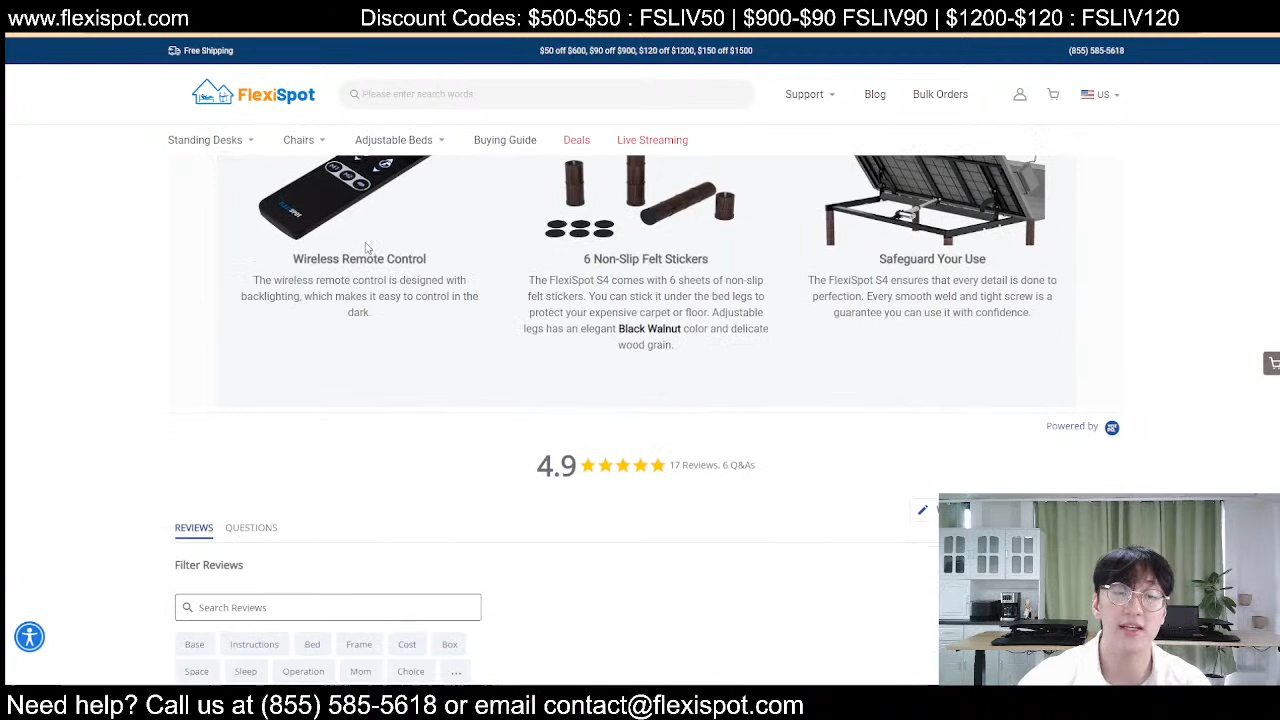 www.flexispot.com
Discount Codes: $500-$50 : FSLIV50 | $900-$90 FSLIV90 | $1200-$120 : FSLIV120
Free Shipping
$50 off $600, $90 off $900, $120 off $1200, $150 off $1500
(855) 585-5618
FlexiSpot
Please enter search words
Support
Blog
Bulk Orders
US
Standing Desks
Chairs
Adjustable Beds
Buying Guide
Deals
Live Streaming
Wireless Remote Control
The wireless remote control is designed with
backlighting, which makes it easy to control in the
dark.
6 Non-Slip Felt Stickers
The FlexiSpot S4 comes with 6 sheets of non-slip
felt stickers. You can stick it under the bed legs to
protect your expensive carpet or floor. Adjustable
legs has an elegant Black Walnut color and delicate
wood grain.
Safeguard Your Use
The FlexiSpot S4 ensures that every detail is done to
perfection. Every smooth weld and tight screw is a
guarantee you can use it with confidence.
Powered by
4.9
17 Reviews, 6 Q&As
REVIEWS
QUESTIONS
Filter Reviews
Search Reviews
Base
Instructions
Bed
Frame
Cost
Box
Space
Sleep
Operation
Mom
Choice
...
Need help? Call us at (855) 585-5618 or email contact@flexispot.com